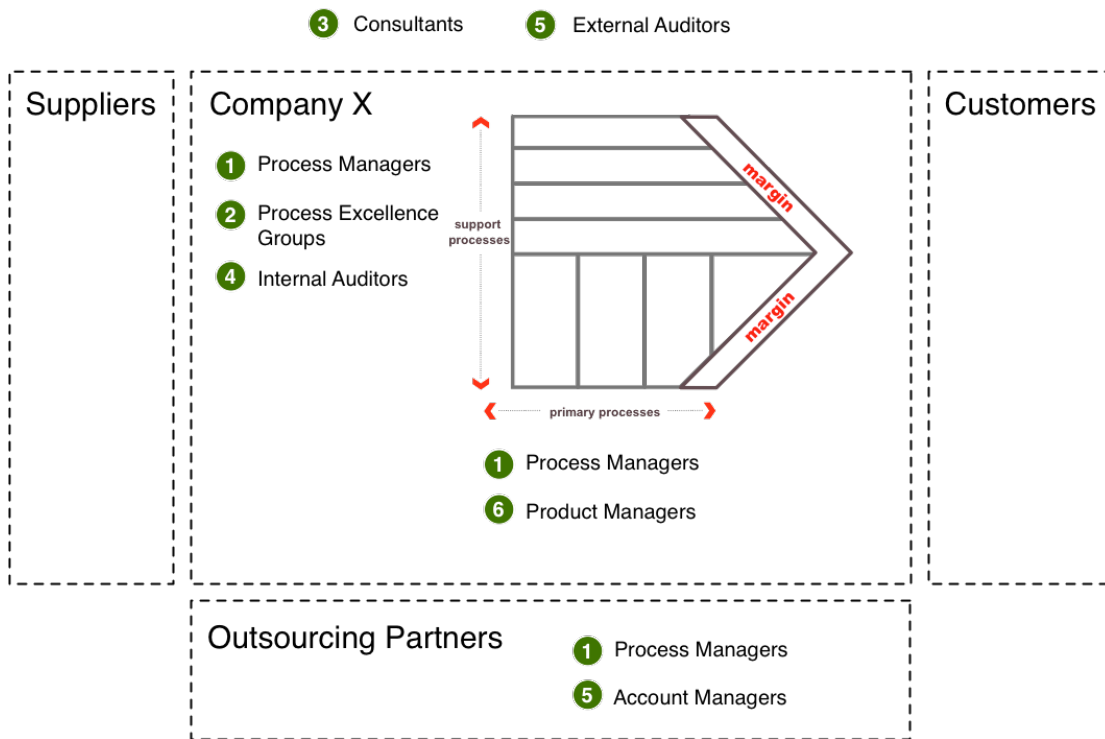 3 Consultants
5 External Auditors
Suppliers
Company X
Customers
1 Process Managers
2 Process Excellence
Groups
4 Internal Auditors
support
processes
margin
margin
primary processes
1 Process Managers
6 Product Managers
Outsourcing Partners
1 Process Managers
5 Account Managers